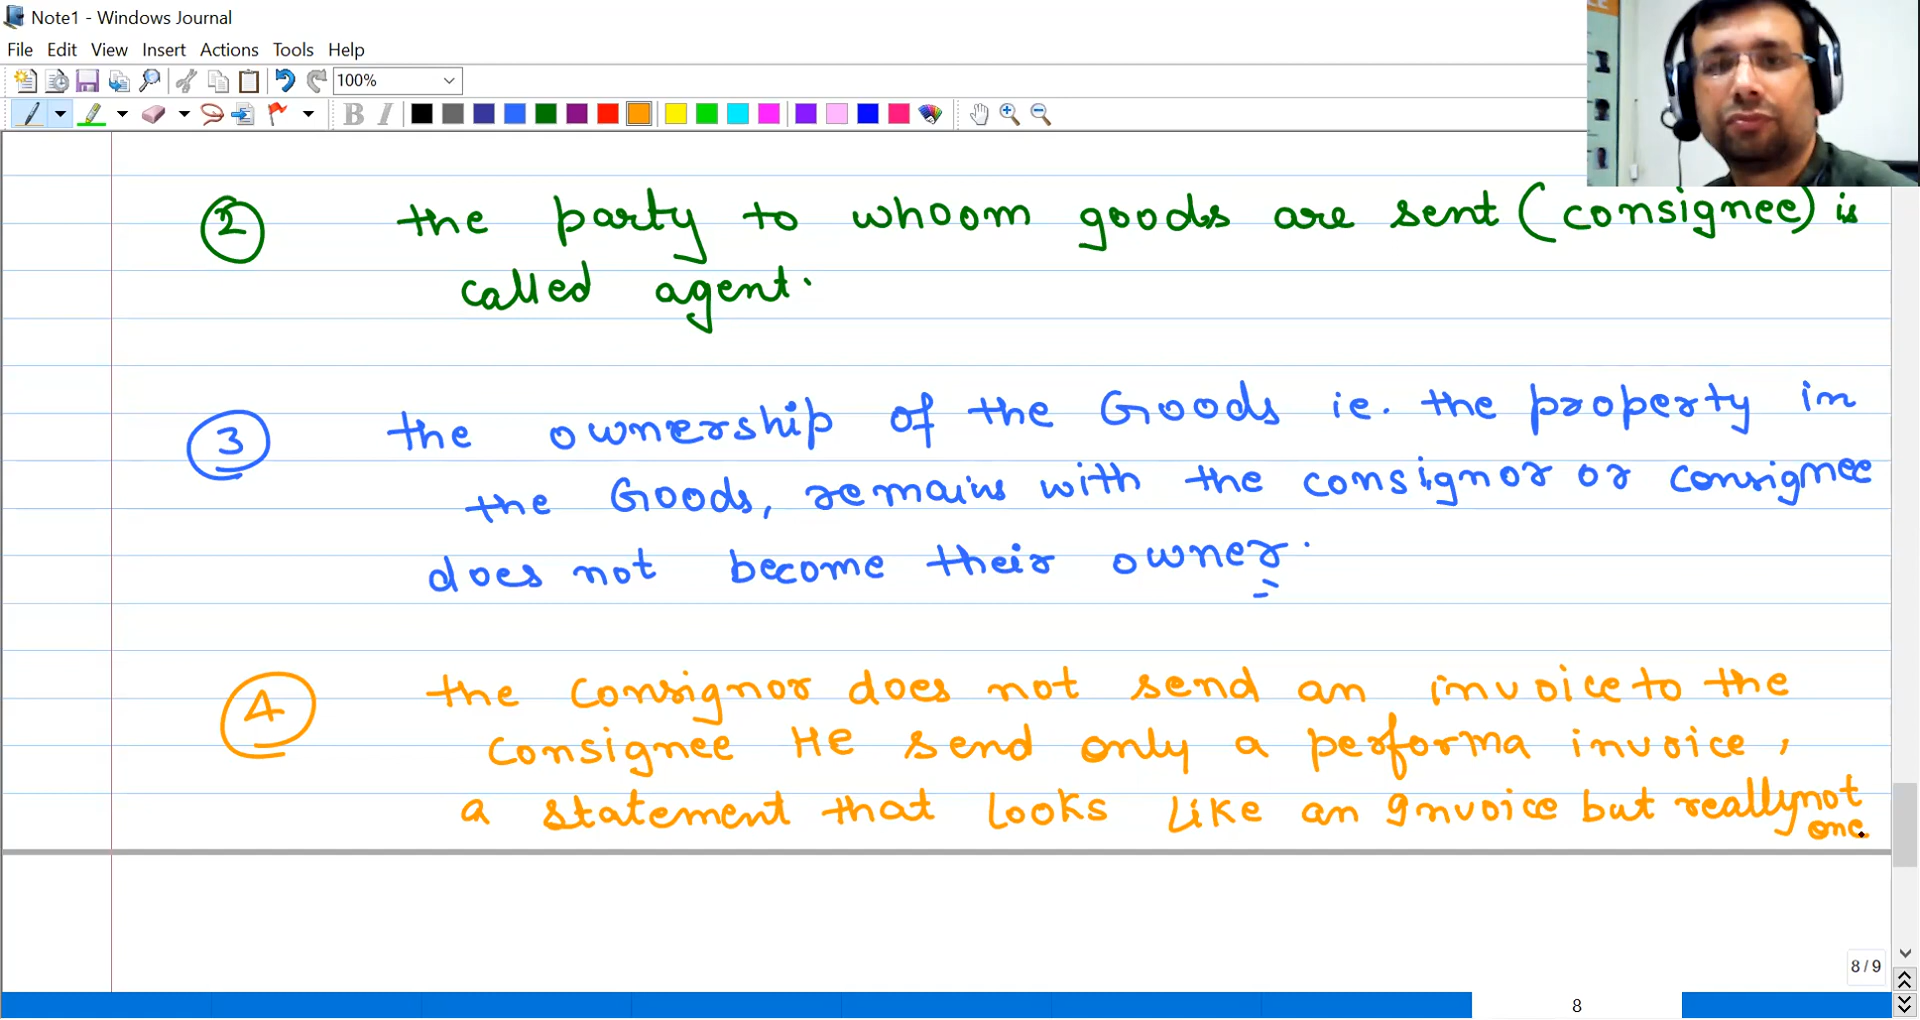 Note1 - Windows Journal
File Edit View Insert Actions Tools Help
100%
B I
2 the party to whoom goods are sent (consignee) is
called agent.
3 the ownership of the Goods ie. the property in
the Goods, remains with the consignor or consignee
does not become their owner.
4 the consignor does not send an invoice to the
consignee He send only a performa invoice,
a statement that looks like an Invoice but really not
one
8 / 9
8